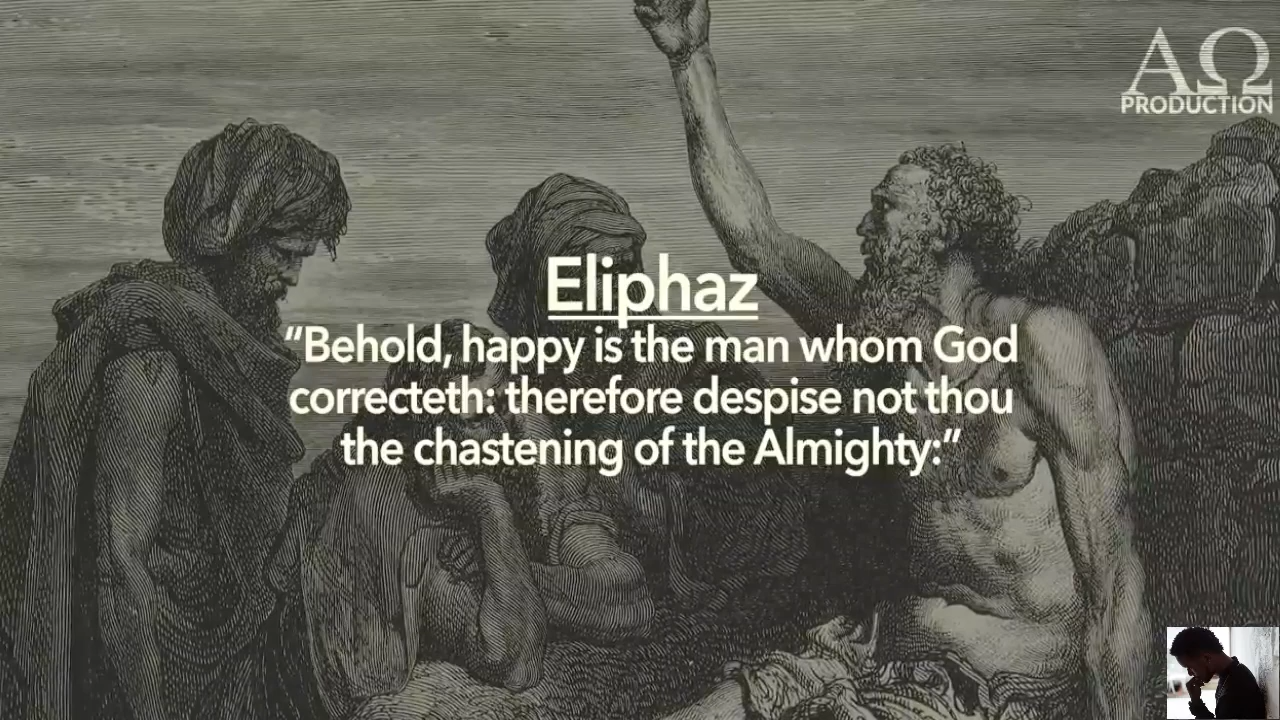 ΑΩ
PRODUCTION
Eliphaz
“Behold, happy is the man whom God
correcteth: therefore despise not thou
the chastening of the Almighty:”